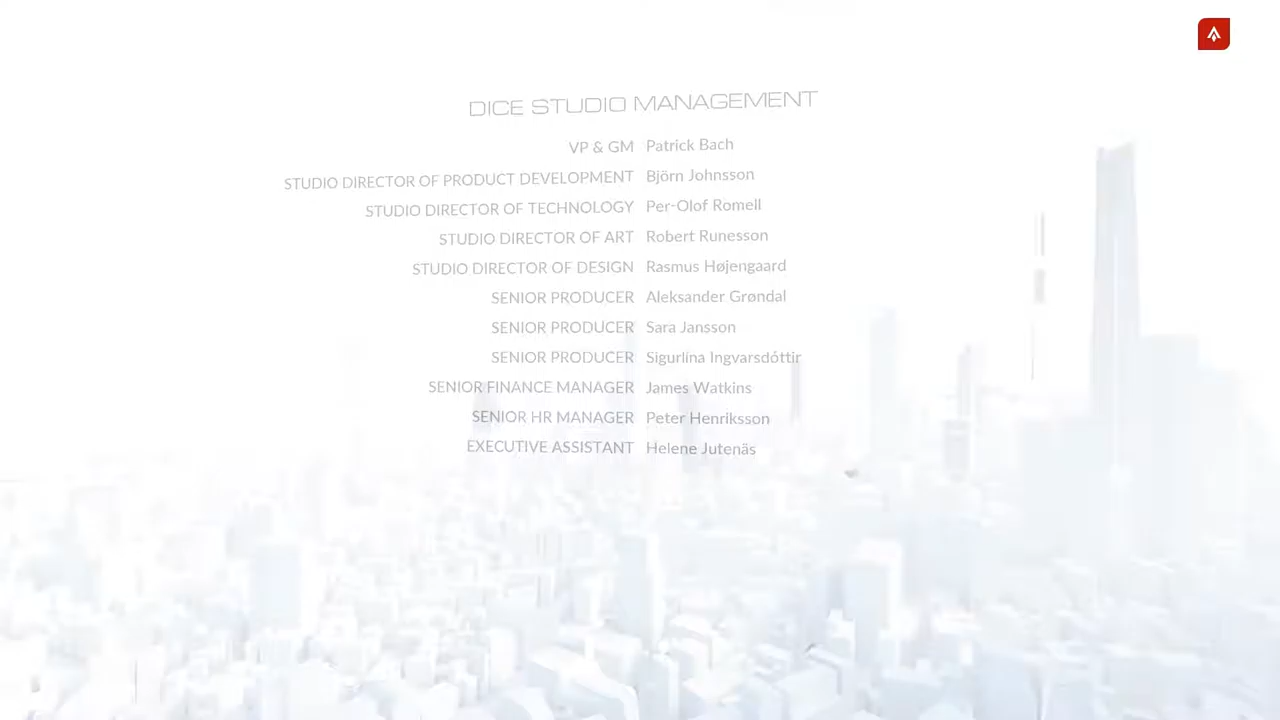 DICE STUDIO MANAGEMENT
VP & GM Patrick Bach
STUDIO DIRECTOR OF PRODUCT DEVELOPMENT Björn Johnsson
STUDIO DIRECTOR OF TECHNOLOGY Per-Olof Romell
STUDIO DIRECTOR OF ART Robert Runesson
STUDIO DIRECTOR OF DESIGN Rasmus Højengaard
SENIOR PRODUCER Aleksander Grøndal
SENIOR PRODUCER Sara Jansson
SENIOR PRODUCER Sigurlína Ingvarsdóttir
SENIOR FINANCE MANAGER James Watkins
SENIOR HR MANAGER Peter Henriksson
EXECUTIVE ASSISTANT Helene Jutenäs